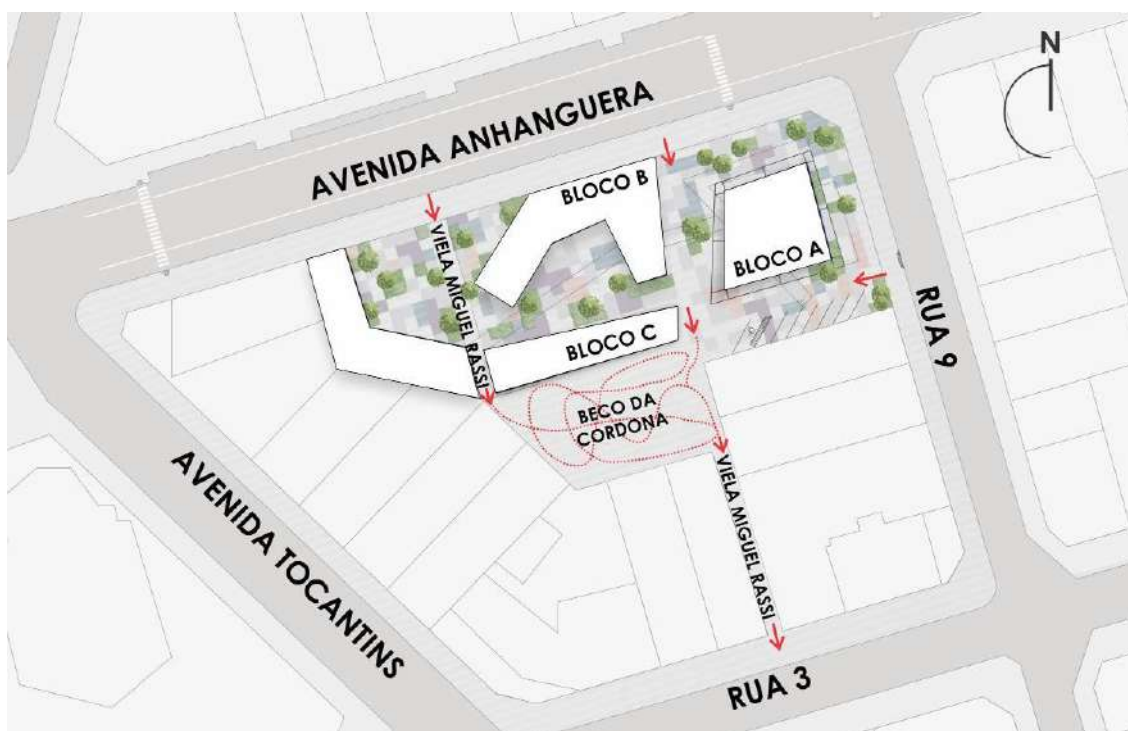 N
AVENIDA ANHANGUERA
BLOCO B
VIELA MIGUEL RASSI
BLOCO A
RUA 9
BLOCO C
BECO DA
CORDONA
AVENIDA TOCANTINS
VIELA MIGUEL RASSI
RUA 3